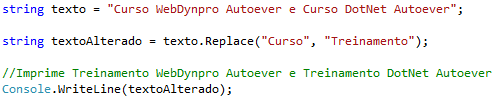 string texto = "Curso WebDynpro Autoever e Curso DotNet Autoever";
string textoAlterado = texto.Replace("Curso", "Treinamento");
//Imprime Treinamento WebDynpro Autoever e Treinamento DotNet Autoever
Console.WriteLine(textoAlterado);